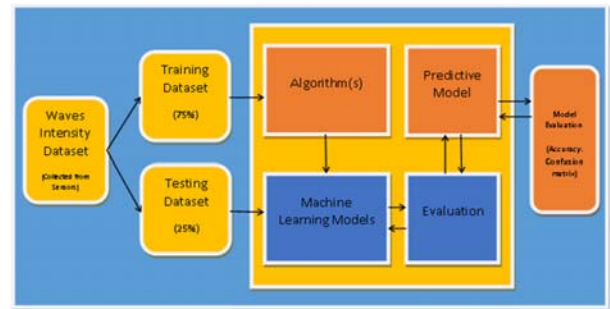 Waves
Intensity
Dataset
(Collected from
Sensors)
Training
Dataset
(75%)
Testing
Dataset
(25%)
Algorithm(s)
Machine
Learning Models
Predictive
Model
Evaluation
Model
Evaluation
(Accuracy.
Confusion
matrix)